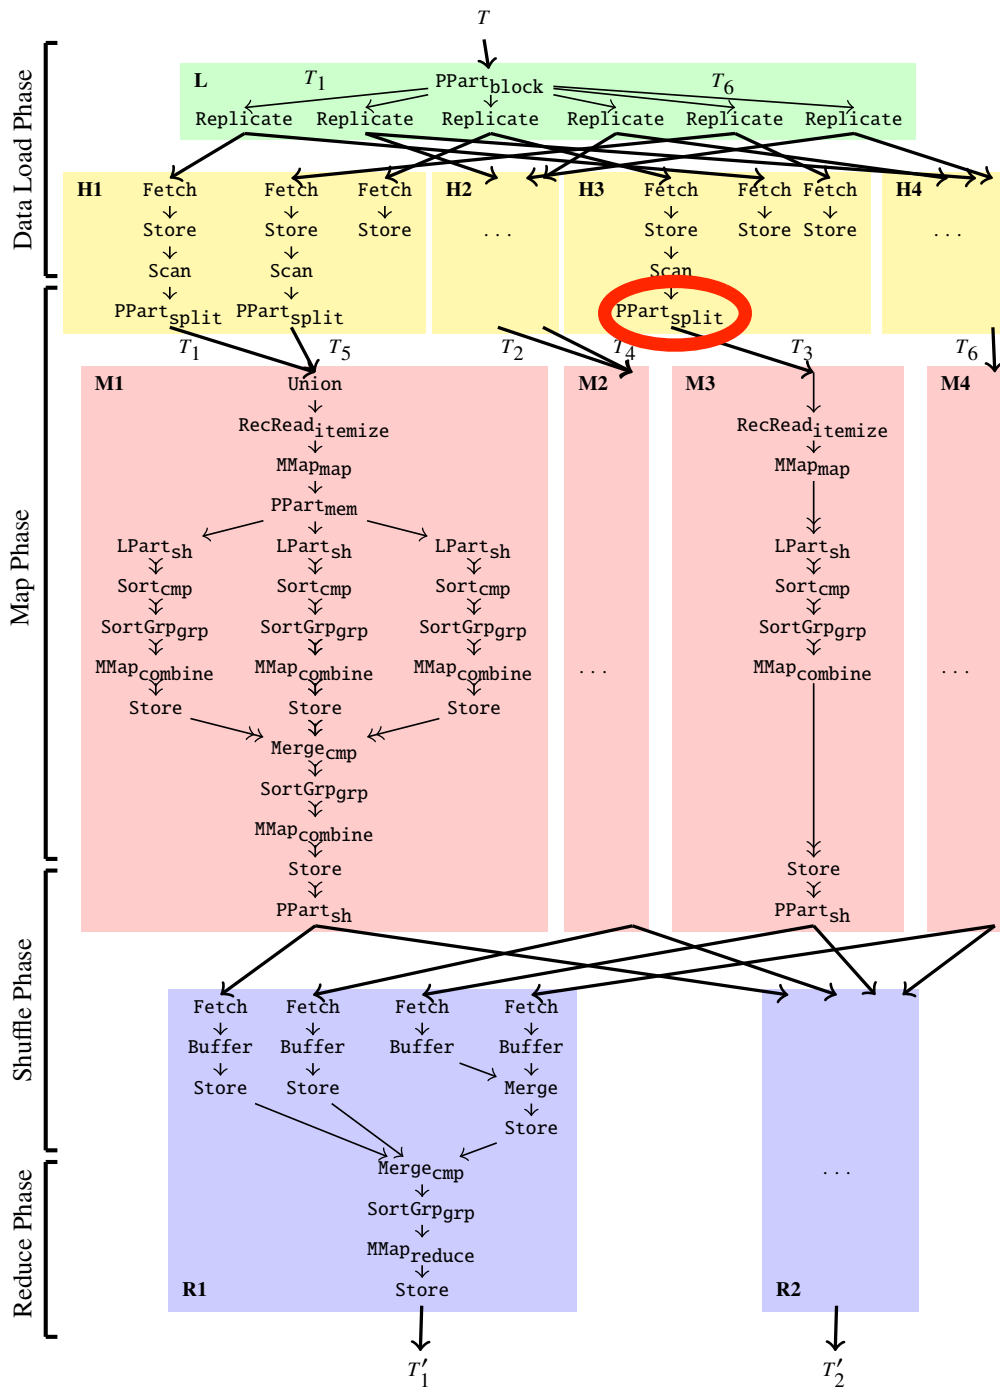 T
Data Load Phase
L
T1
PPartblock
T6
Replicate Replicate Replicate Replicate Replicate Replicate
H1 Fetch Fetch Fetch H2 H3 Fetch Fetch Fetch H4
Store Store Store ... Store Store Store ...
Scan Scan Scan
PPartsplit PPartsplit PPartsplit
T1 T5 T2 T4 T3 T6
Map Phase
M1 Union M2 M3 M4
RecReaditemize RecReaditemize
MMapmap MMapmap
PPartmem
LPartsh LPartsh LPartsh LPartsh
Sortcmp Sortcmp Sortcmp Sortcmp
SortGrpgrp SortGrpgrp SortGrpgrp SortGrpgrp
MMapcombine MMapcombine MMapcombine ... MMapcombine ...
Store Store Store
Mergecmp
SortGrpgrp
MMapcombine
Store Store
PPartsh PPartsh
Shuffle Phase
Fetch Fetch Fetch Fetch
Buffer Buffer Buffer Buffer
Store Store Merge
Store
Reduce Phase
Mergecmp ...
SortGrpgrp
MMapreduce
R1 Store R2
T′1 T′2